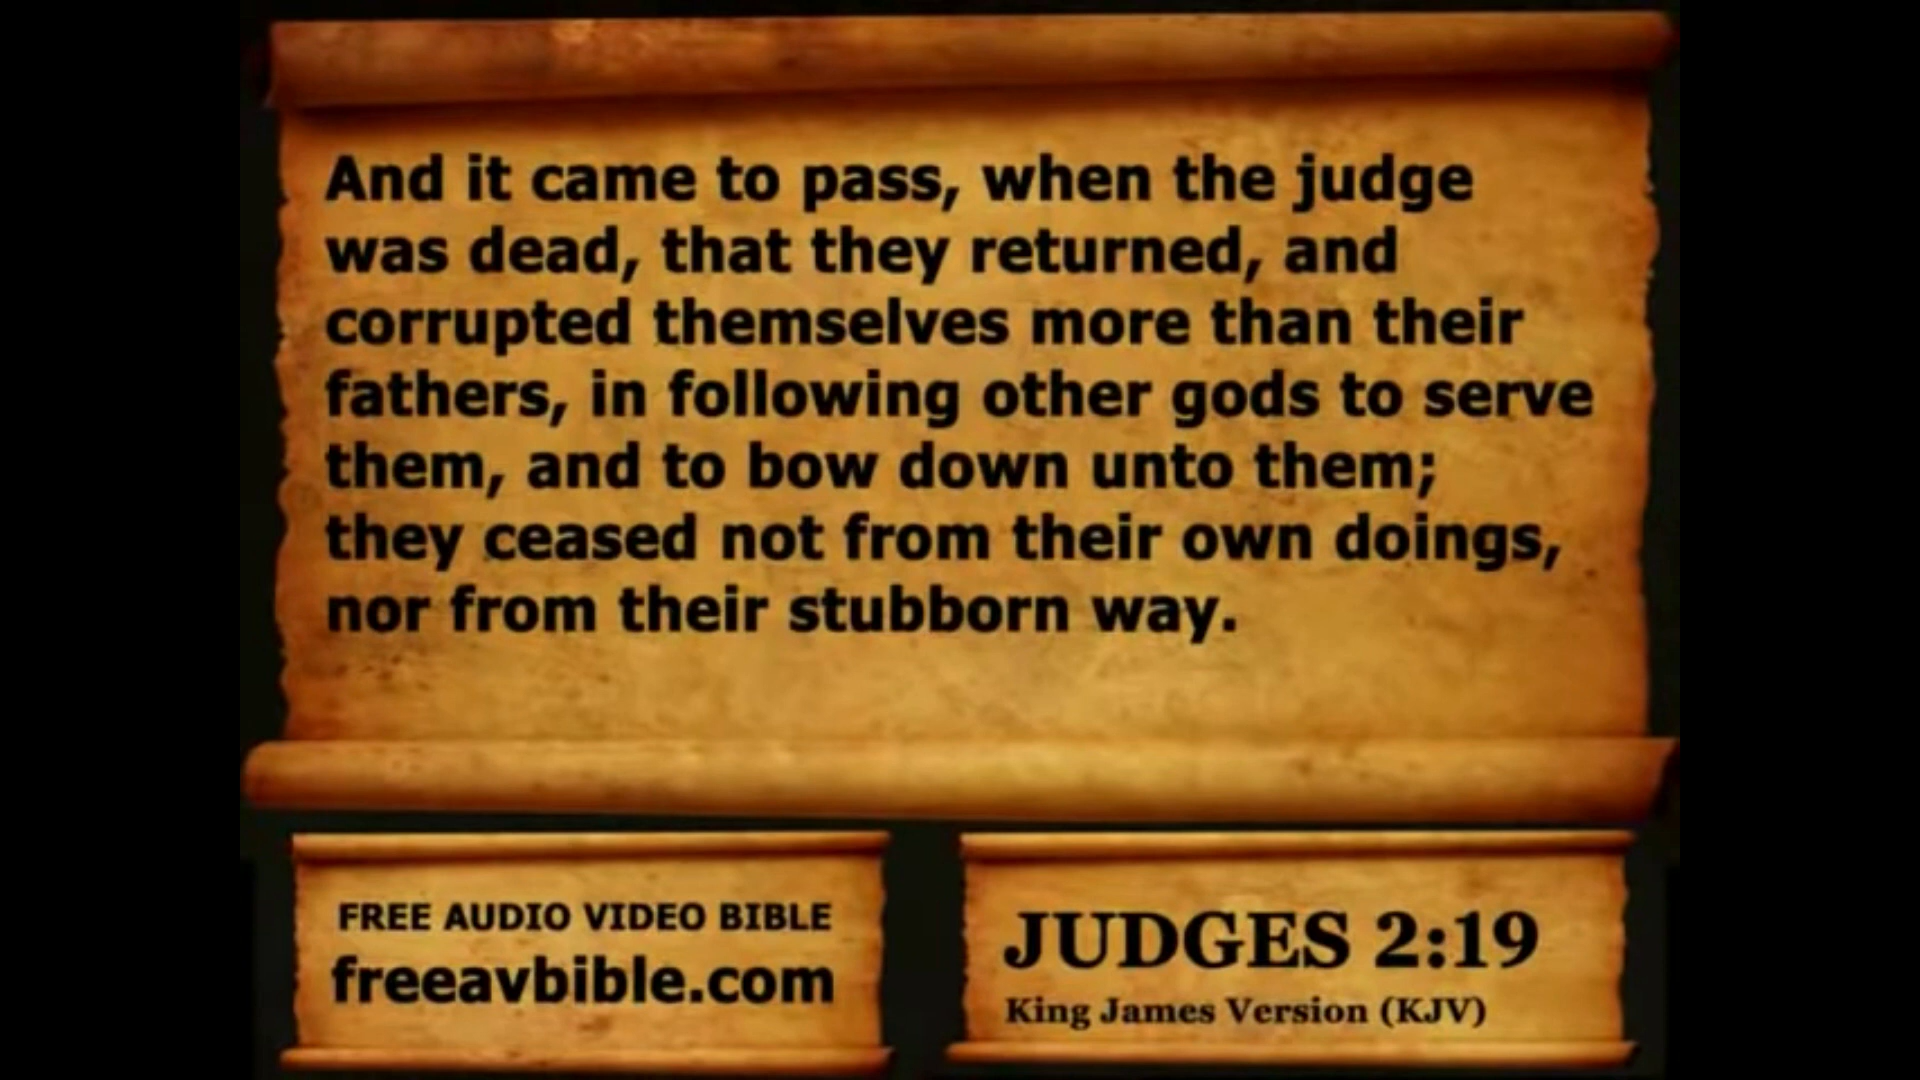 And it came to pass, when the judge
was dead, that they returned, and
corrupted themselves more than their
fathers, in following other gods to serve
them, and to bow down unto them;
they ceased not from their own doings,
nor from their stubborn way.
FREE AUDIO VIDEO BIBLE
freeavbible.com
JUDGES 2:19
King James Version (KJV)